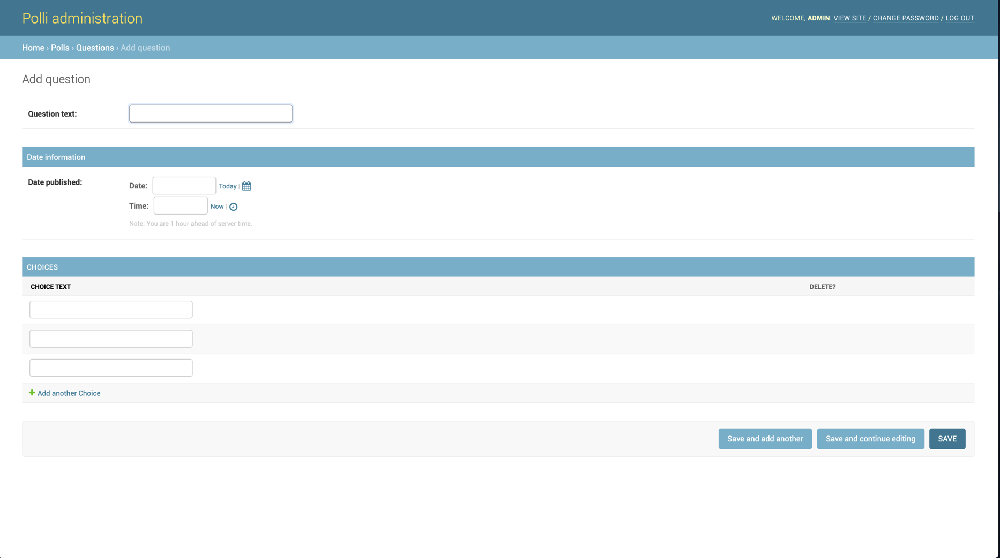 Polli administration
WELCOME, ADMIN. VIEW SITE / CHANGE PASSWORD / LOG OUT
Home › Polls › Questions › Add question
Add question
Question text:
Date information
Date published:
Date:
Today |
Time:
Now |
Note: You are 1 hour ahead of server time.
CHOICES
CHOICE TEXT
DELETE?
Add another Choice
Save and add another
Save and continue editing
SAVE